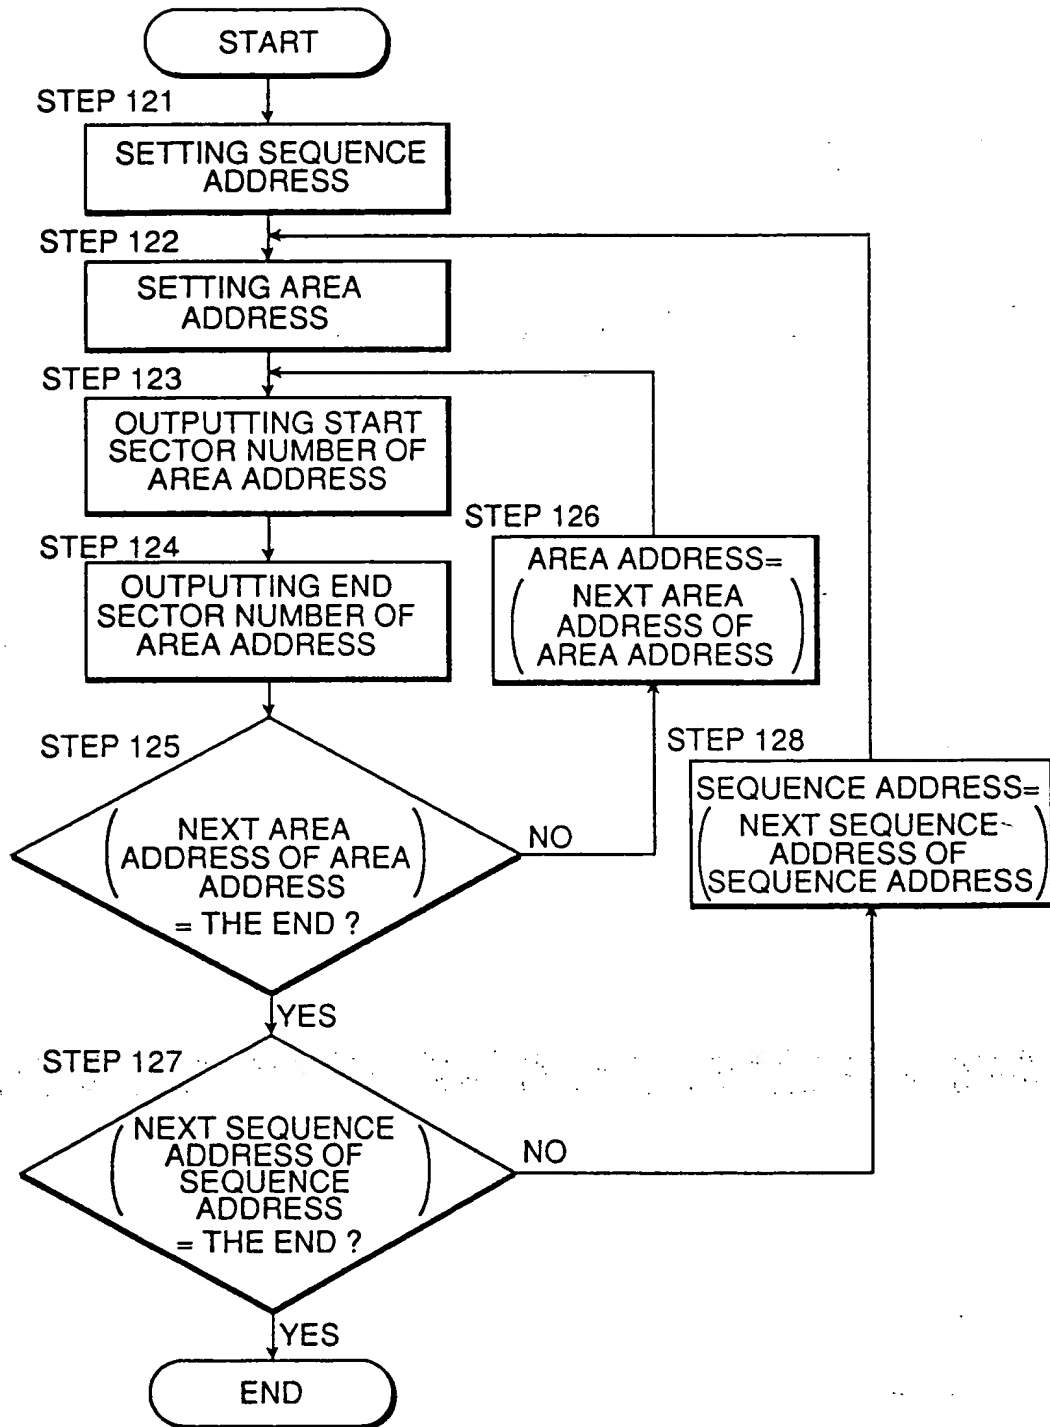 START
STEP 121
SETTING SEQUENCE
ADDRESS
STEP 122
SETTING AREA
ADDRESS
STEP 123
OUTPUTTING START
SECTOR NUMBER OF
AREA ADDRESS
STEP 124
OUTPUTTING END
SECTOR NUMBER OF
AREA ADDRESS
STEP 125
( NEXT AREA
ADDRESS OF AREA
ADDRESS )
= THE END ?
NO
STEP 126
AREA ADDRESS=
( NEXT AREA
ADDRESS OF
AREA ADDRESS )
YES
STEP 127
( NEXT SEQUENCE
ADDRESS OF
SEQUENCE
ADDRESS )
= THE END ?
NO
STEP 128
SEQUENCE ADDRESS=
( NEXT SEQUENCE
ADDRESS OF
SEQUENCE ADDRESS )
YES
END